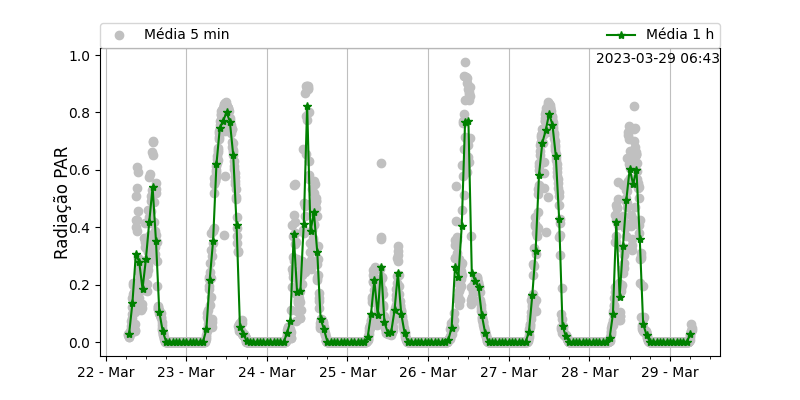 Média 5 min
Média 1 h
2023-03-29 06:43
Radiação PAR
1.0
0.8
0.6
0.4
0.2
0.0
22 - Mar
23 - Mar
24 - Mar
25 - Mar
26 - Mar
27 - Mar
28 - Mar
29 - Mar